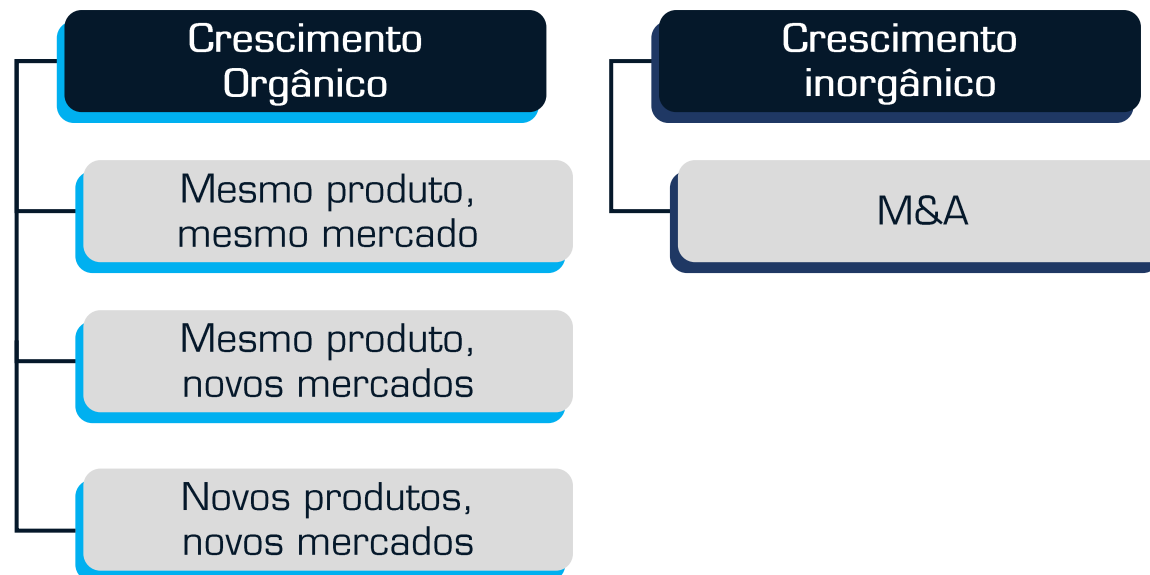 Crescimento
Orgânico
Mesmo produto,
mesmo mercado
Mesmo produto,
novos mercados
Novos produtos,
novos mercados
Crescimento
inorgânico
M&A